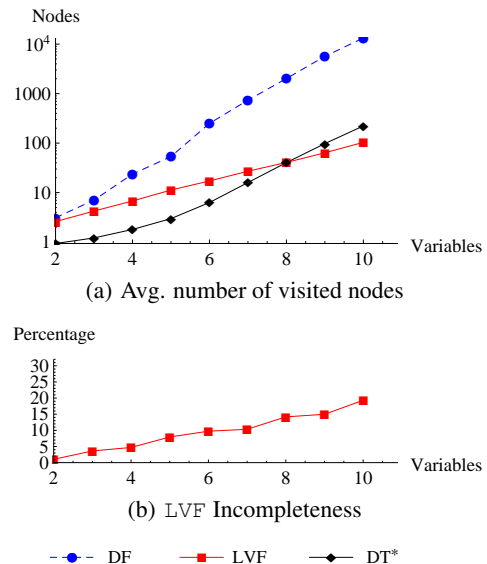 Nodes
10^4
1000
100
10
1
2 4 6 8 10 Variables
(a) Avg. number of visited nodes
Percentage
30
25
20
15
10
5
0
2 4 6 8 10 Variables
(b) LVF Incompleteness
DF LVF DT*